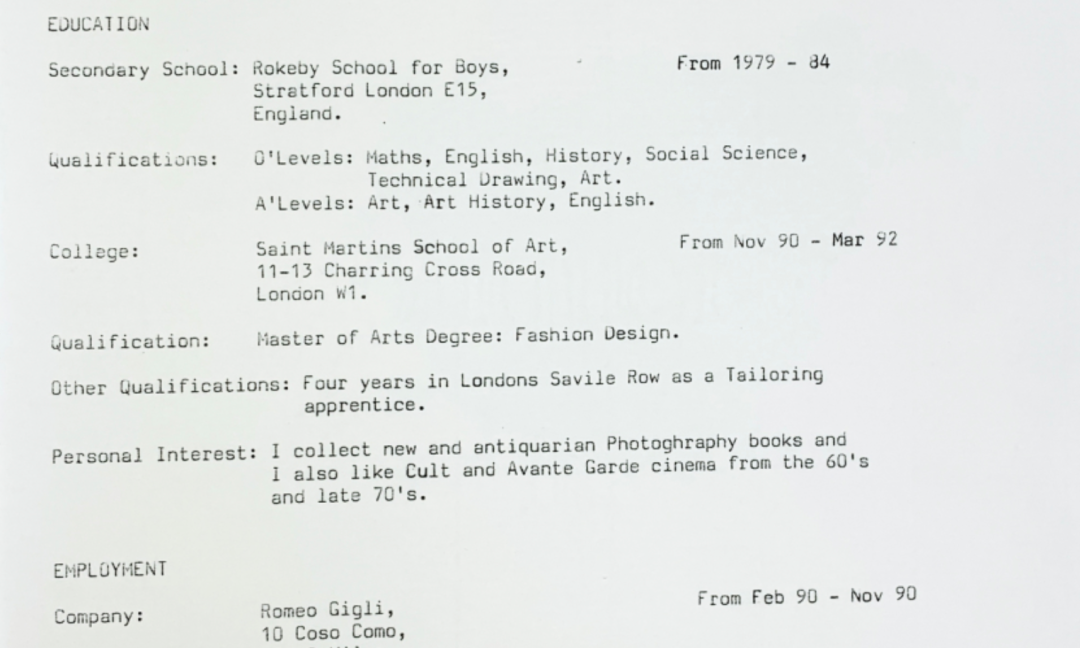 EDUCATION
Secondary School: Rokeby School for Boys, From 1979 - 84
Stratford London E15,
England.
Qualifications: O'Levels: Maths, English, History, Social Science,
Technical Drawing, Art.
A'Levels: Art, Art History, English.
College: Saint Martins School of Art, From Nov 90 - Mar 92
11-13 Charring Cross Road,
London W1.
Qualification: Master of Arts Degree: Fashion Design.
Other Qualifications: Four years in Londons Savile Row as a Tailoring
apprentice.
Personal Interest: I collect new and antiquarian Photoghraphy books and
I also like Cult and Avante Garde cinema from the 60's
and late 70's.
EMPLOYMENT
Company: Romeo Gigli, From Feb 90 - Nov 90
10 Coso Como,